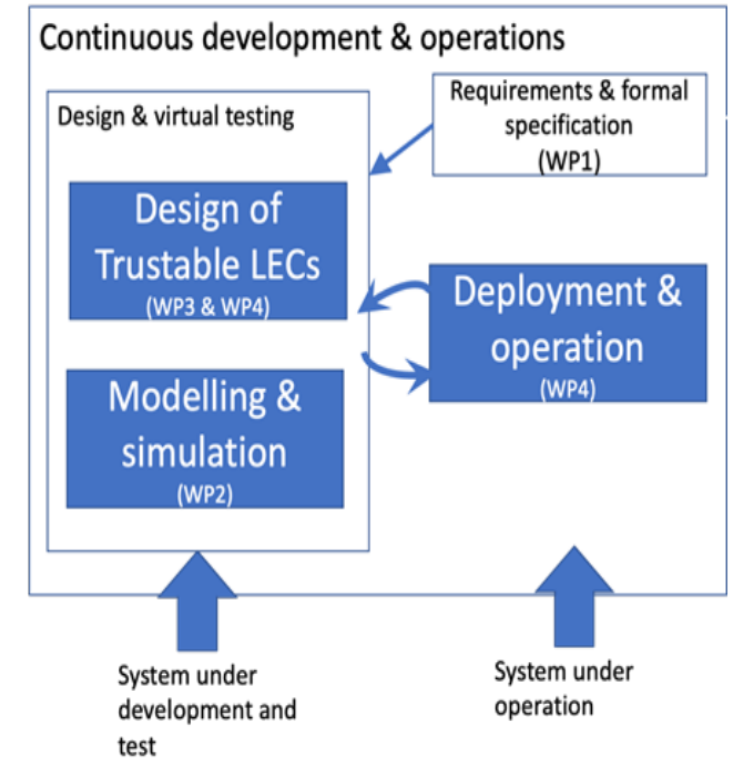 Continuous development & operations
Design & virtual testing
Requirements & formal
specification
(WP1)
Design of
Trustable LECs
(WP3 & WP4)
Deployment &
operation
(WP4)
Modelling &
simulation
(WP2)
System under
development and
test
System under
operation